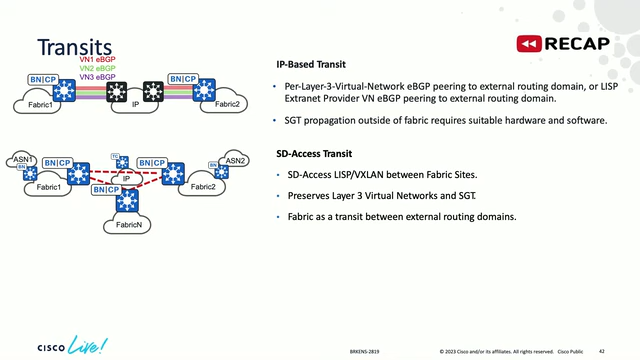 Transits
RECAP
VN1 eBGP
VN2 eBGP
VN3 eBGP
BN|CP
BN|CP
Fabric1
IP
Fabric2
ASN1
BN
BN|CP
TC
IP
BN|CP
BN
ASN2
Fabric1
BN|CP
Fabric2
FabricN
IP-Based Transit
• Per-Layer-3-Virtual-Network eBGP peering to external routing domain, or LISP
Extranet Provider VN eBGP peering to external routing domain.
• SGT propagation outside of fabric requires suitable hardware and software.
SD-Access Transit
• SD-Access LISP/VXLAN between Fabric Sites.
• Preserves Layer 3 Virtual Networks and SGT.
• Fabric as a transit between external routing domains.
CISCO Live!
BRKENS-2819
© 2023 Cisco and/or its affiliates. All rights reserved. Cisco Public
42